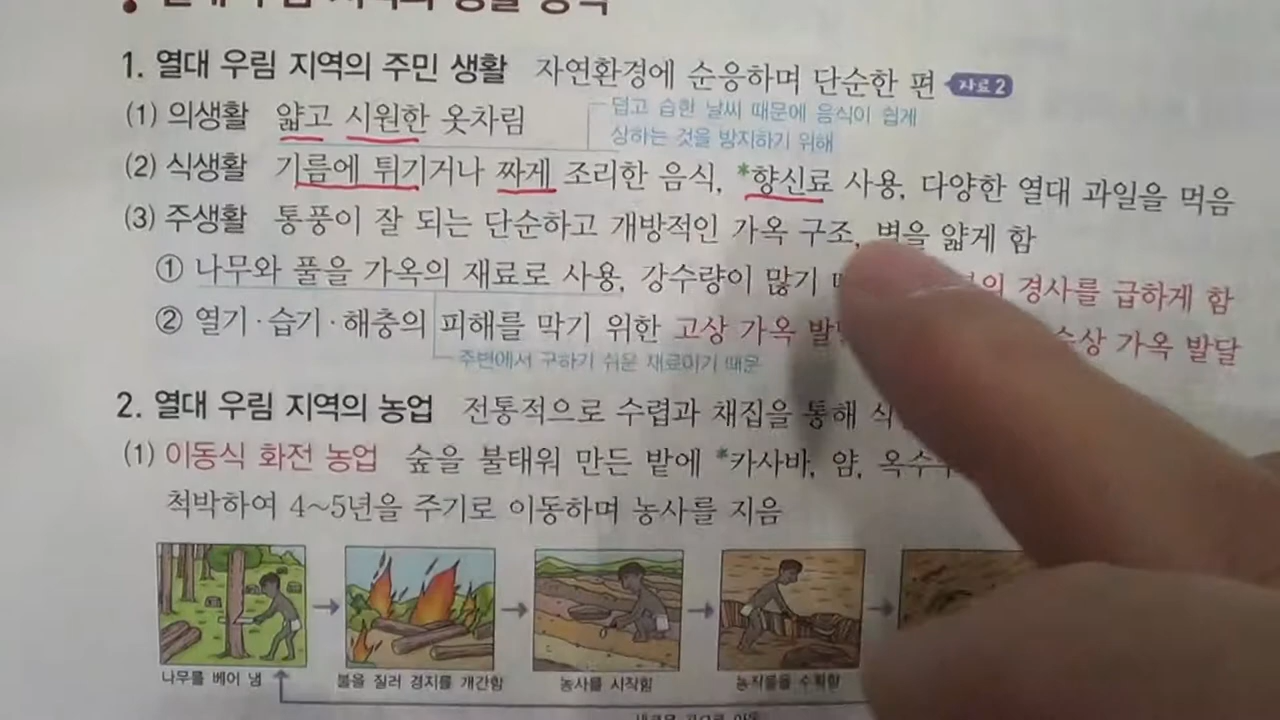 1. 열대 우림 지역의 주민 생활 자연환경에 순응하며 단순한 편 자료 2
(1) 의생활 얇고 시원한 옷차림
덥고 습한 날씨 때문에 음식이 쉽게
상하는 것을 방지하기 위해
(2) 식생활 기름에 튀기거나 짜게 조리한 음식, *향신료 사용, 다양한 열대 과일을 먹음
(3) 주생활 통풍이 잘 되는 단순하고 개방적인 가옥 구조, 벽을 얇게 함
① 나무와 풀을 가옥의 재료로 사용, 강수량이 많기 경사를 급하게 함
② 열기·습기·해충의 피해를 막기 위한 고상 가옥 수상 가옥 발달
주변에서 구하기 쉬운 재료이기 때문
2. 열대 우림 지역의 농업 전통적으로 수렵과 채집을 통해
(1) 이동식 화전 농업 숲을 불태워 만든 밭에 *카사바, 얌,
척박하여 4~5년을 주기로 이동하며 농사를 지음
나무를 베어 냄
불을 질러 경지를 개간함
농사를 시작함
농작물을 수확함